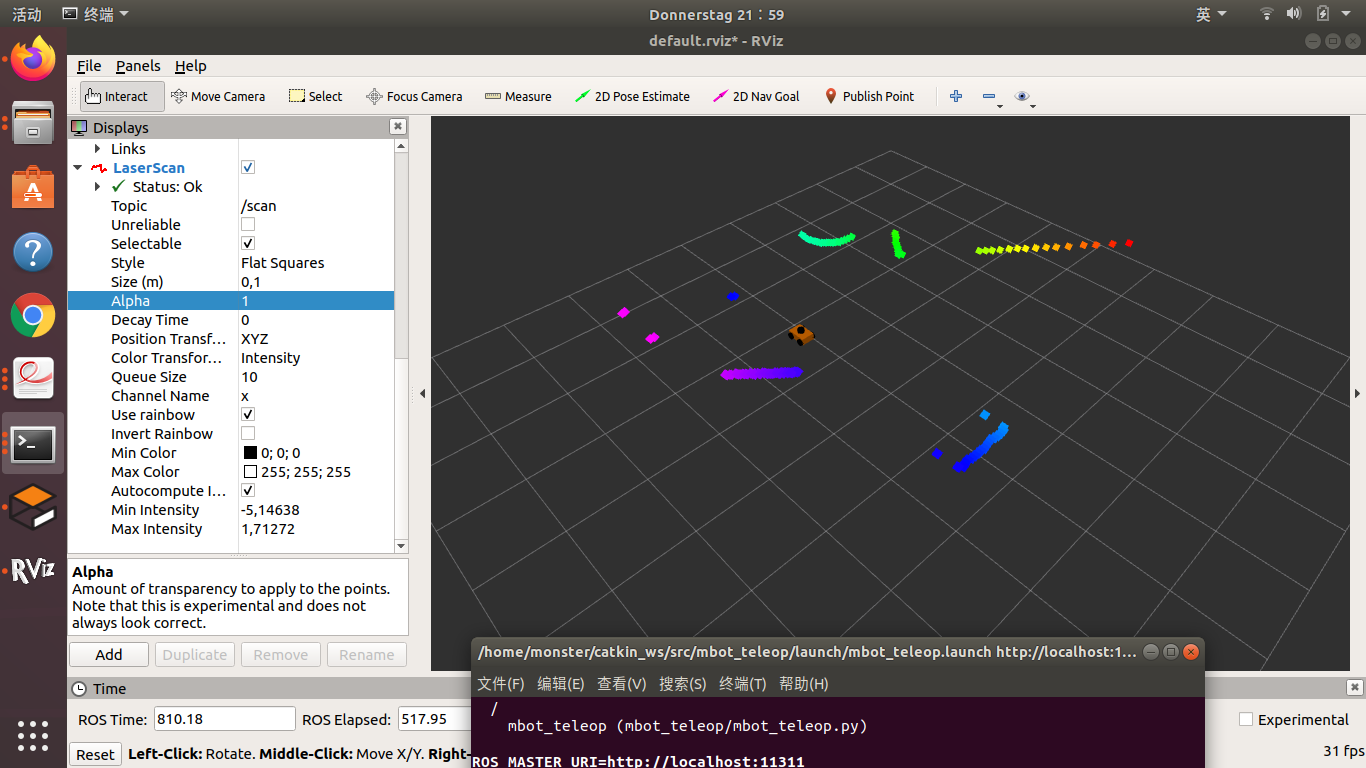 活动 终端 Donnerstag 21：59 英
default.rviz* - RViz
File Panels Help
Interact Move Camera Select Focus Camera Measure 2D Pose Estimate 2D Nav Goal Publish Point
Displays
Links
LaserScan
Status: Ok
Topic /scan
Unreliable
Selectable
Style Flat Squares
Size (m) 0,1
Alpha 1
Decay Time 0
Position Transf... XYZ
Color Transfor... Intensity
Queue Size 10
Channel Name x
Use rainbow
Invert Rainbow
Min Color 0; 0; 0
Max Color 255; 255; 255
Autocompute I...
Min Intensity -5,14638
Max Intensity 1,71272
Alpha
Amount of transparency to apply to the points.
Note that this is experimental and does not
always look correct.
Add Duplicate Remove Rename
Time
ROS Time: 810.18 ROS Elapsed: 517.95
Experimental
Reset Left-Click: Rotate. Middle-Click: Move X/Y. Right-
31 fps
RViz
/home/monster/catkin_ws/src/mbot_teleop/launch/mbot_teleop.launch http://localhost:1...
文件(F) 编辑(E) 查看(V) 搜索(S) 终端(T) 帮助(H)
/
mbot_teleop (mbot_teleop/mbot_teleop.py)
ROS_MASTER_URI=http://localhost:11311